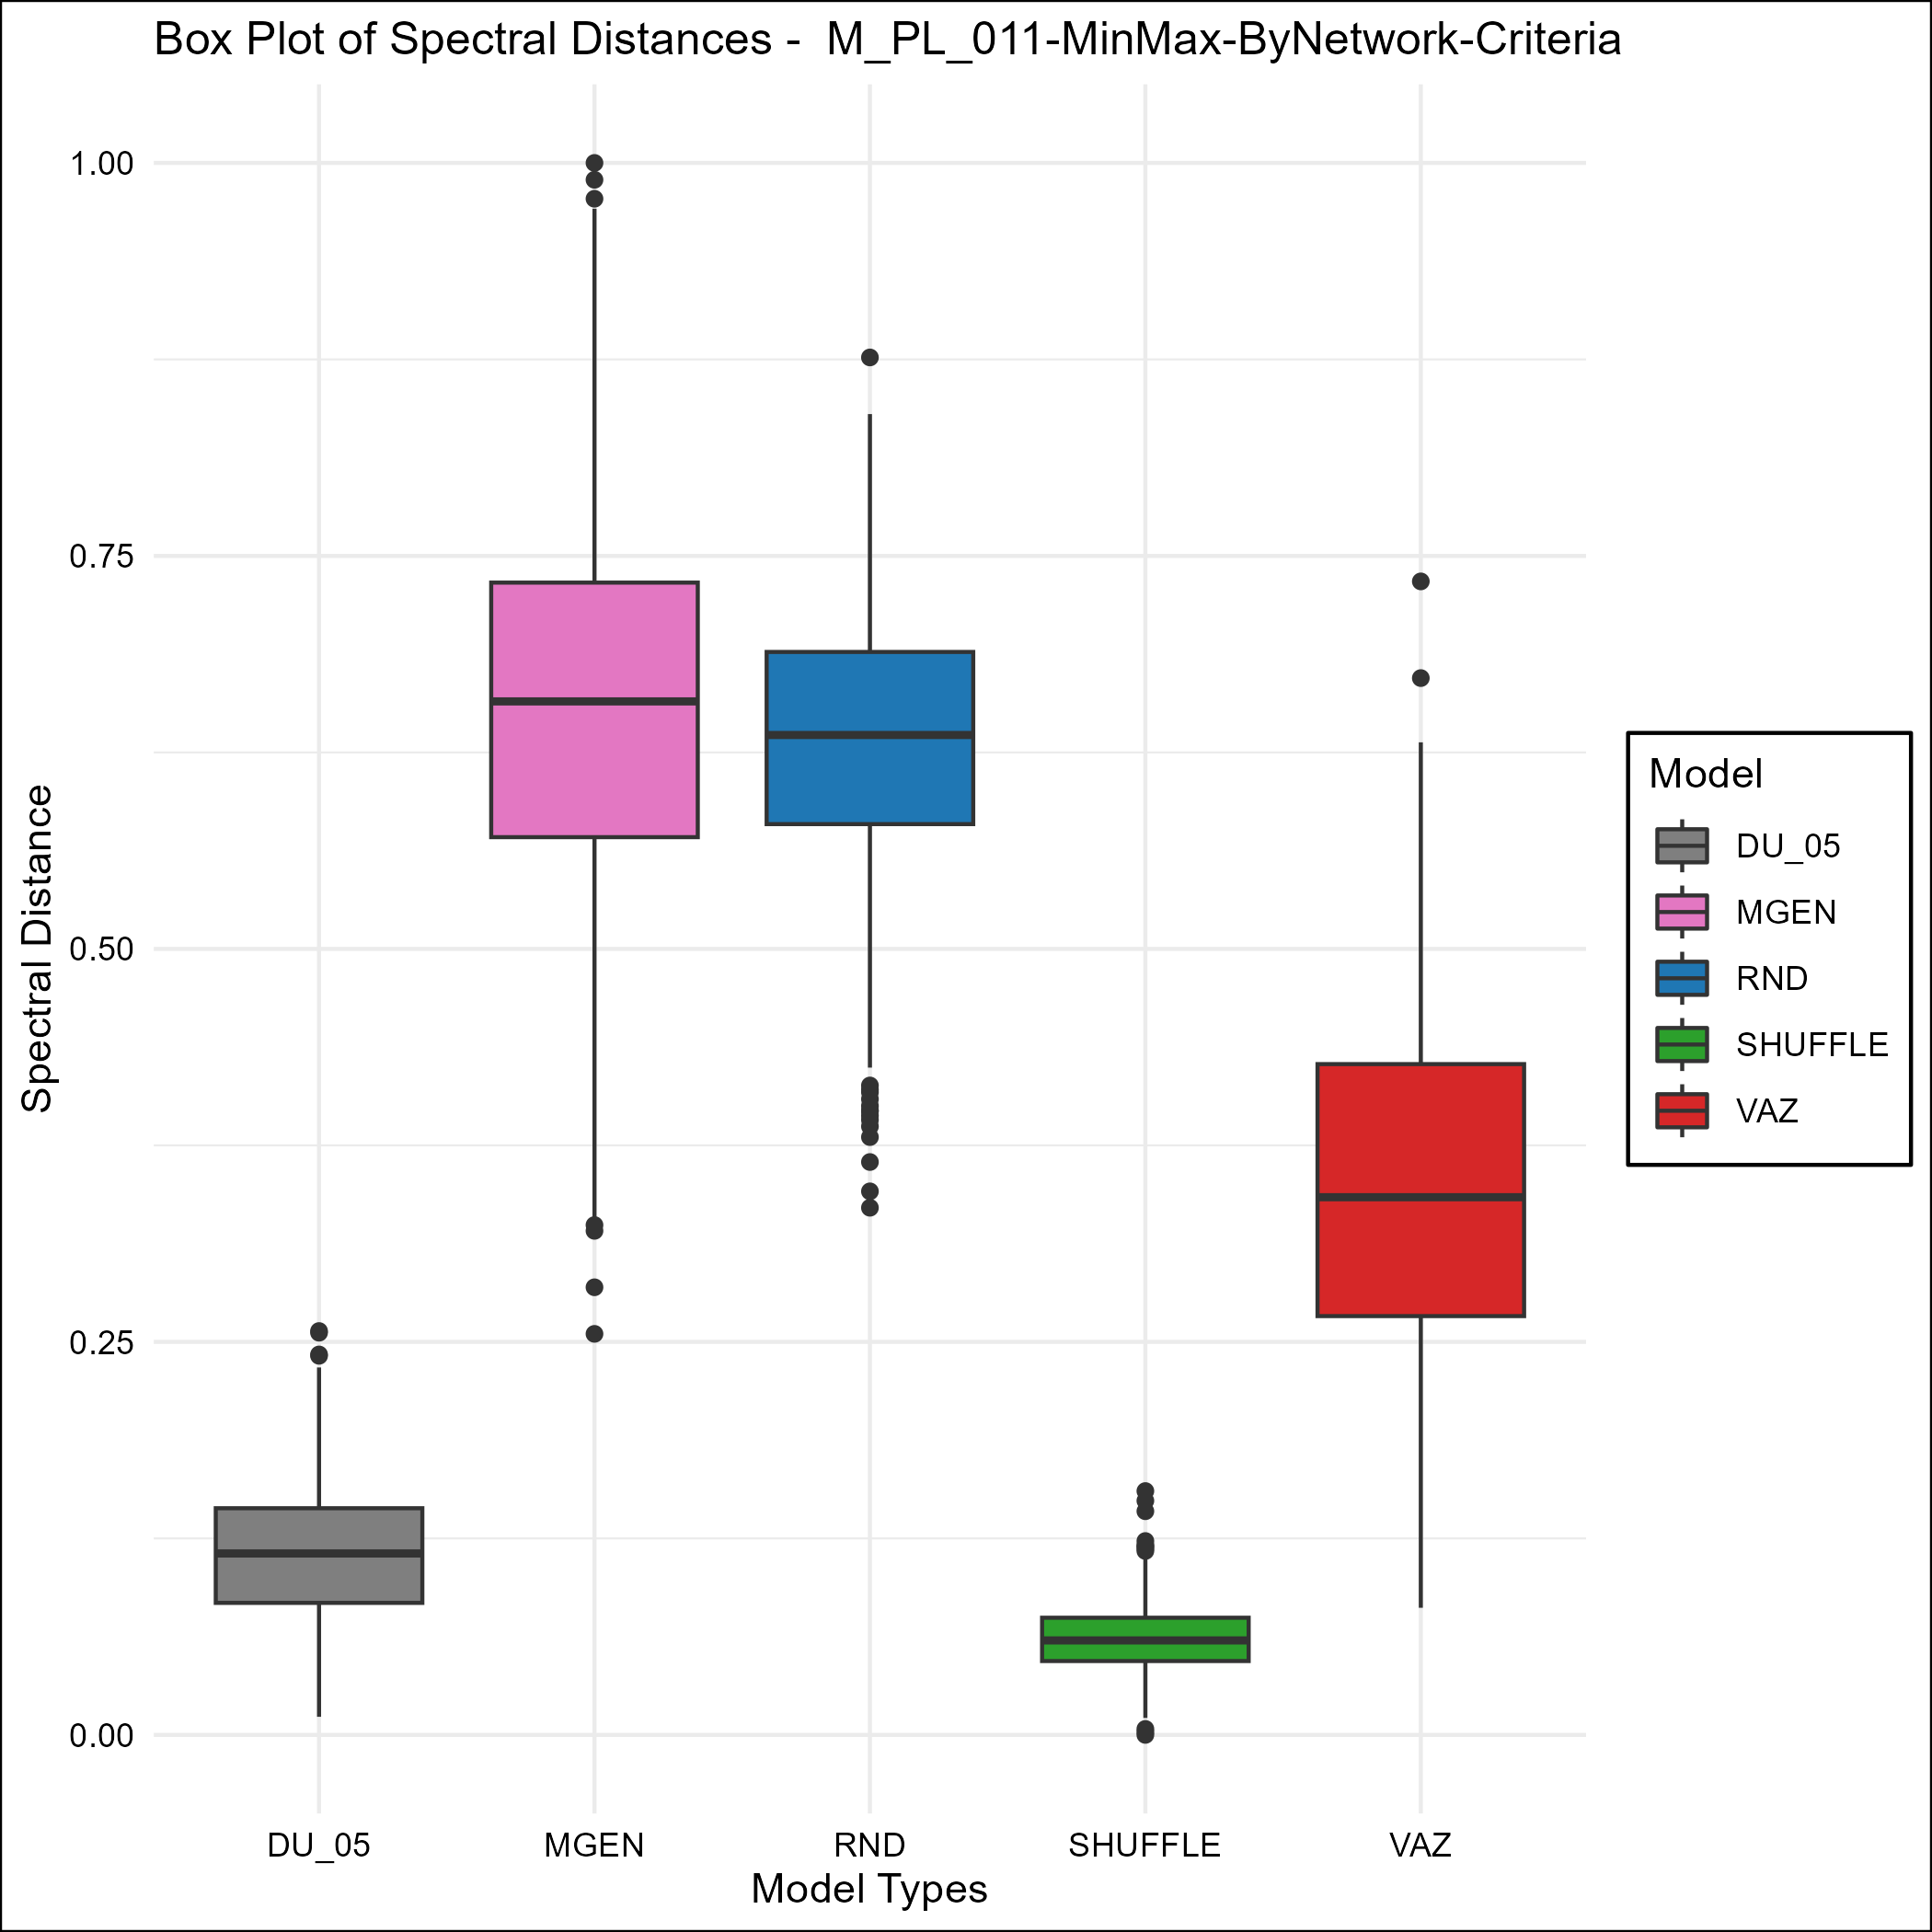 Box Plot of Spectral Distances -  M_PL_011-MinMax-ByNetwork-Criteria
1.00
0.75
0.50
0.25
0.00
Spectral Distance
DU_05
MGEN
RND
SHUFFLE
VAZ
Model Types
Model
DU_05
MGEN
RND
SHUFFLE
VAZ